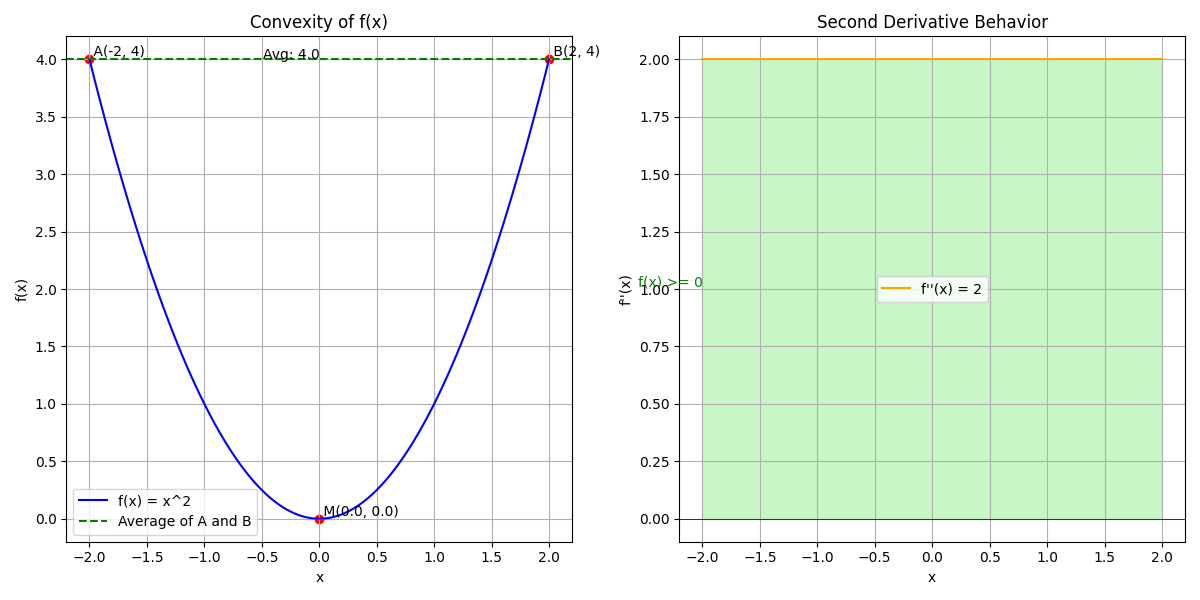 Convexity of f(x)
A(-2, 4)
Avg: 4.0
B(2, 4)
4.0
3.5
3.0
2.5
2.0
1.5
1.0
0.5
0.0
f(x)
M(0.0, 0.0)
f(x) = x^2
Average of A and B
−2.0 −1.5 −1.0 −0.5 0.0 0.5 1.0 1.5 2.0
x
Second Derivative Behavior
2.00
1.75
1.50
1.25
1.00
0.75
0.50
0.25
0.00
f''(x)
f(x) >= 0
f''(x) = 2
−2.0 −1.5 −1.0 −0.5 0.0 0.5 1.0 1.5 2.0
x